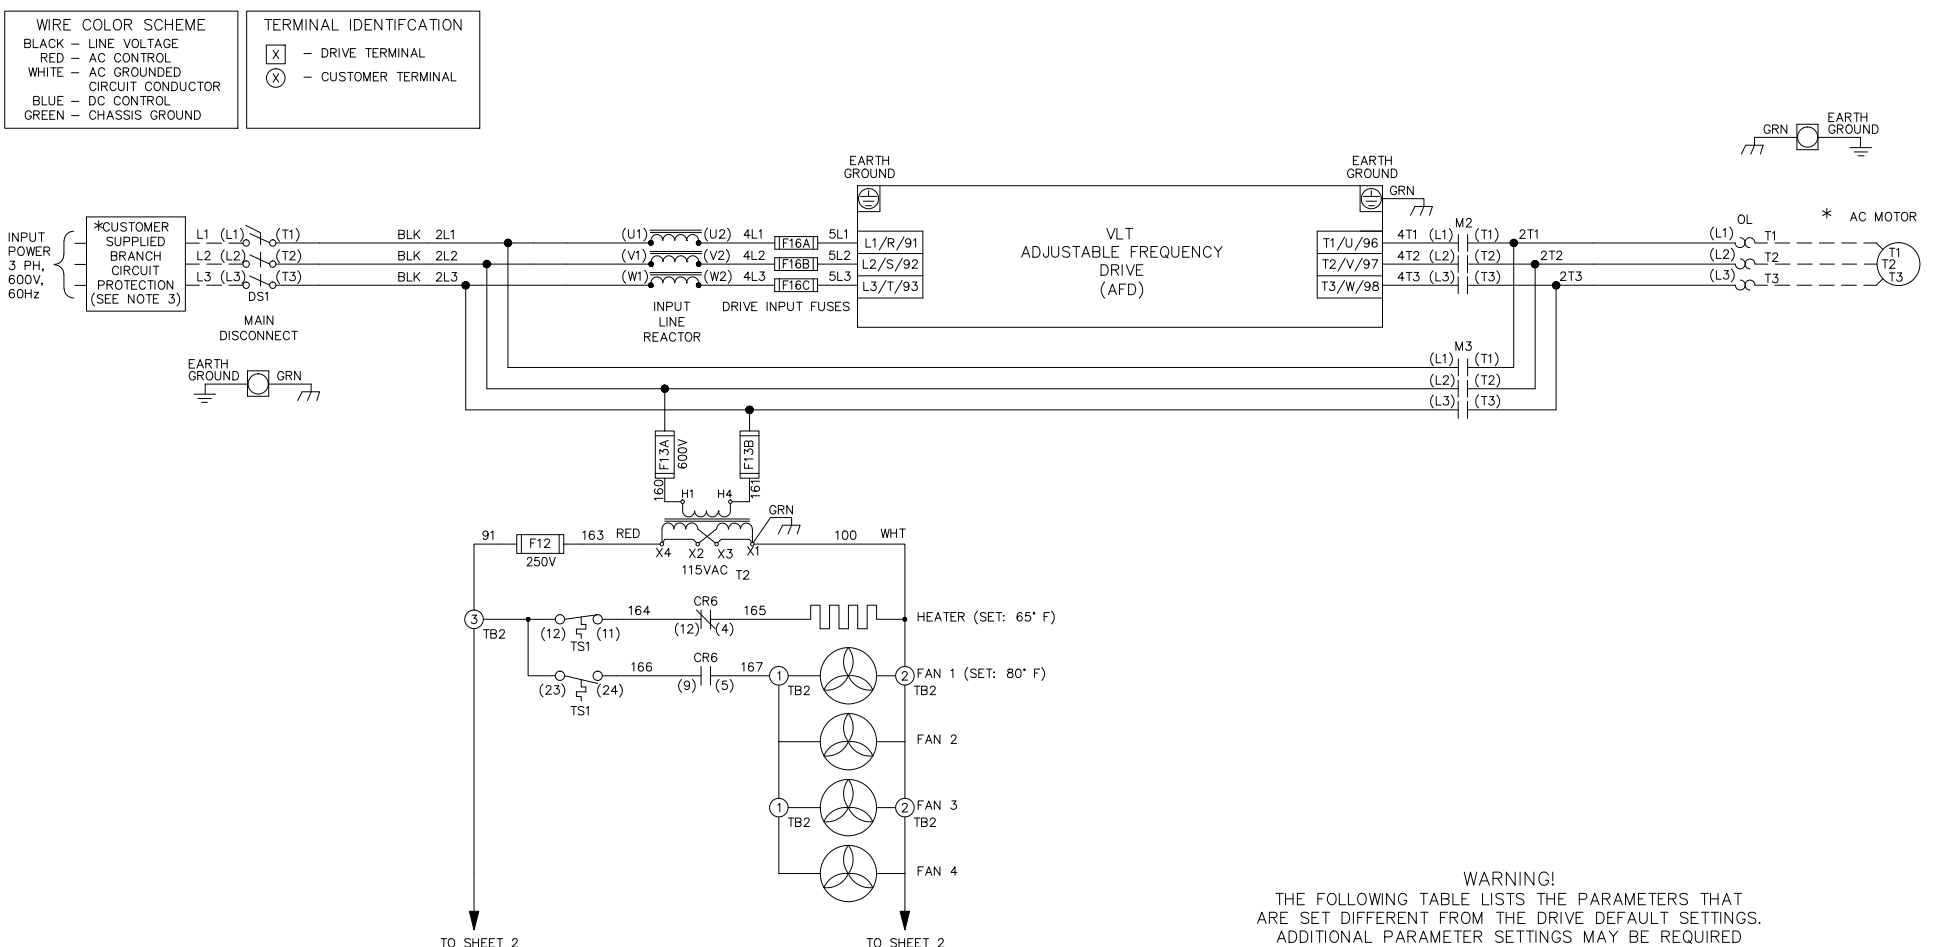 WIRE COLOR SCHEME
BLACK – LINE VOLTAGE
RED – AC CONTROL
WHITE – AC GROUNDED
CIRCUIT CONDUCTOR
BLUE – DC CONTROL
GREEN – CHASSIS GROUND
TERMINAL IDENTIFCATION
X – DRIVE TERMINAL
X – CUSTOMER TERMINAL
GRN
EARTH
GROUND
EARTH
GROUND
EARTH
GROUND
GRN
INPUT
POWER
3 PH,
600V,
60Hz
*CUSTOMER
SUPPLIED
BRANCH
CIRCUIT
PROTECTION
(SEE NOTE 3)
L1 (L1) (T1) BLK 2L1 (U1) (U2) 4L1 F16A 5L1 L1/R/91
L2 (L2) (T2) BLK 2L2 (V1) (V2) 4L2 F16B 5L2 L2/S/92
L3 (L3) (T3) BLK 2L3 (W1) (W2) 4L3 F16C 5L3 L3/T/93
DS1
MAIN
DISCONNECT
INPUT
LINE
REACTOR
DRIVE INPUT FUSES
VLT
ADJUSTABLE FREQUENCY
DRIVE
(AFD)
M2
OL
* AC MOTOR
T1/U/96 4T1 (L1) (T1) 2T1 (L1) T1
T2/V/97 4T2 (L2) (T2) 2T2 (L2) T2
T3/W/98 4T3 (L3) (T3) 2T3 (L3) T3
T1
T2
T3
EARTH
GROUND
GRN
M3
(L1) (T1)
(L2) (T2)
(L3) (T3)
F13A
600V
F13B
160
161
H1 H4
GRN
91 F12 163 RED
250V
X4 X2 X3 X1
100 WHT
115VAC T2
3
TB2
(12) (11)
TS1
164
CR6
(12) (4)
165
HEATER (SET: 65° F)
(23) (24)
TS1
166
CR6
(9) (5)
167
1
TB2
2
TB2
FAN 1 (SET: 80° F)
FAN 2
1
TB2
2
TB2
FAN 3
FAN 4
TO SHEET 2
TO SHEET 2
WARNING!
THE FOLLOWING TABLE LISTS THE PARAMETERS THAT
ARE SET DIFFERENT FROM THE DRIVE DEFAULT SETTINGS.
ADDITIONAL PARAMETER SETTINGS MAY BE REQUIRED